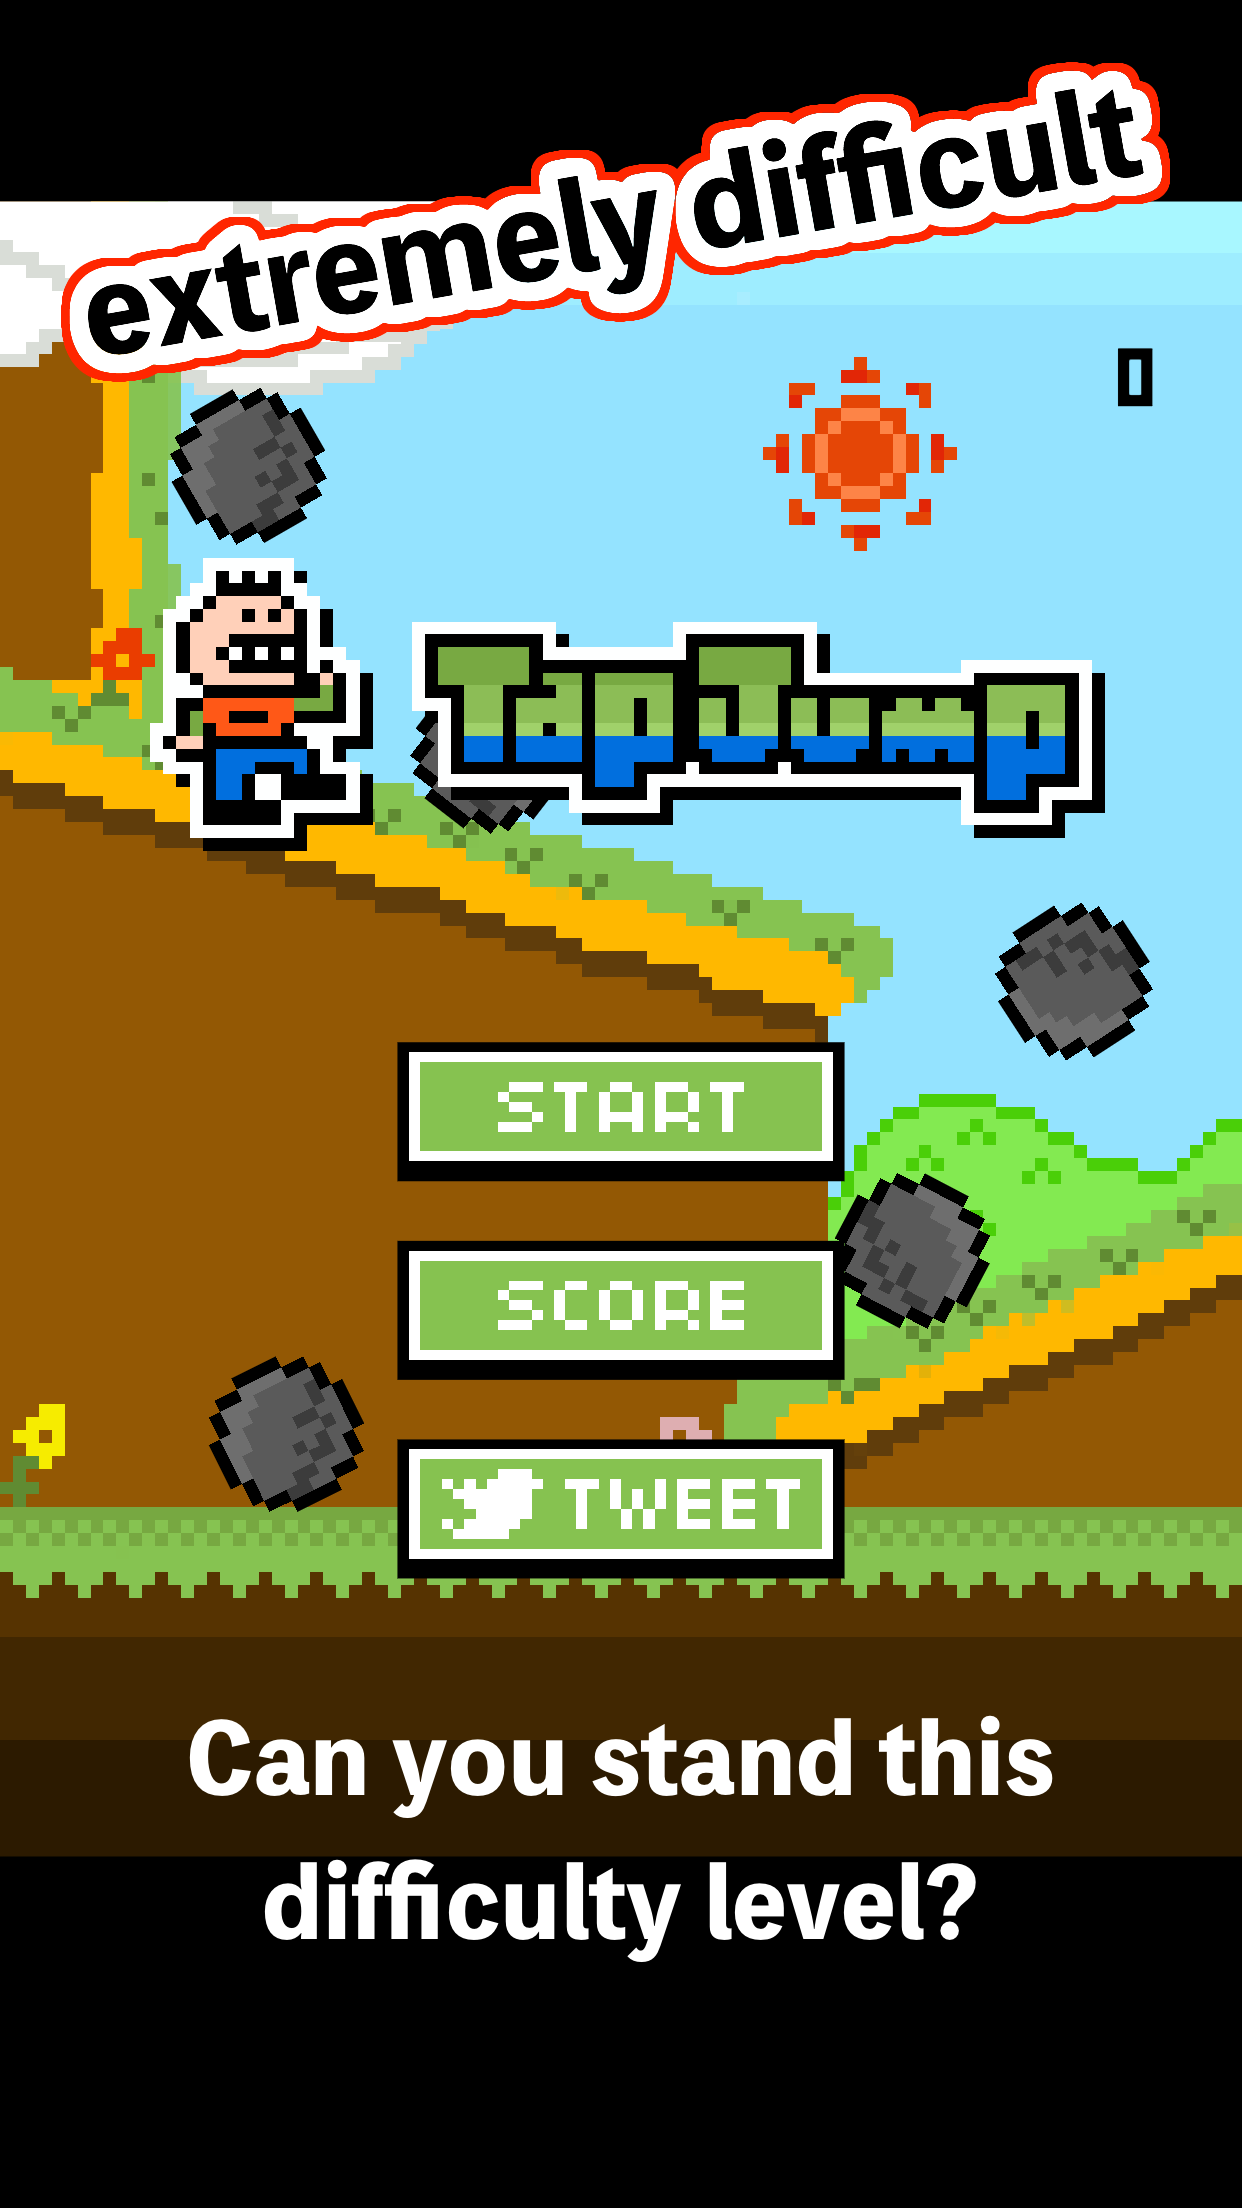 extremely difficult
0
TapJump
START
SCORE
TWEET
Can you stand this
difficulty level?